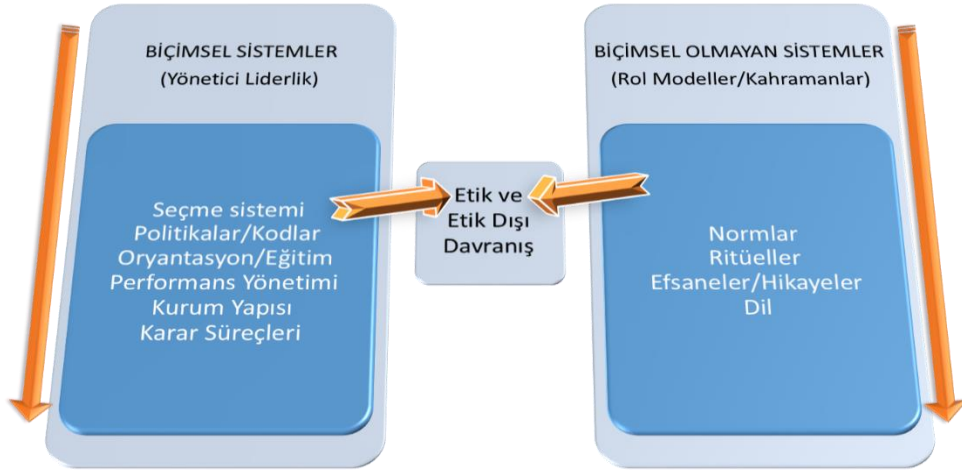 BİÇİMSEL SİSTEMLER
(Yönetici Liderlik)
Seçme sistemi
Politikalar/Kodlar
Oryantasyon/Eğitim
Performans Yönetimi
Kurum Yapısı
Karar Süreçleri
Etik ve
Etik Dışı
Davranış
BİÇİMSEL OLMAYAN SİSTEMLER
(Rol Modeller/Kahramanlar)
Normlar
Ritüeller
Efsaneler/Hikayeler
Dil